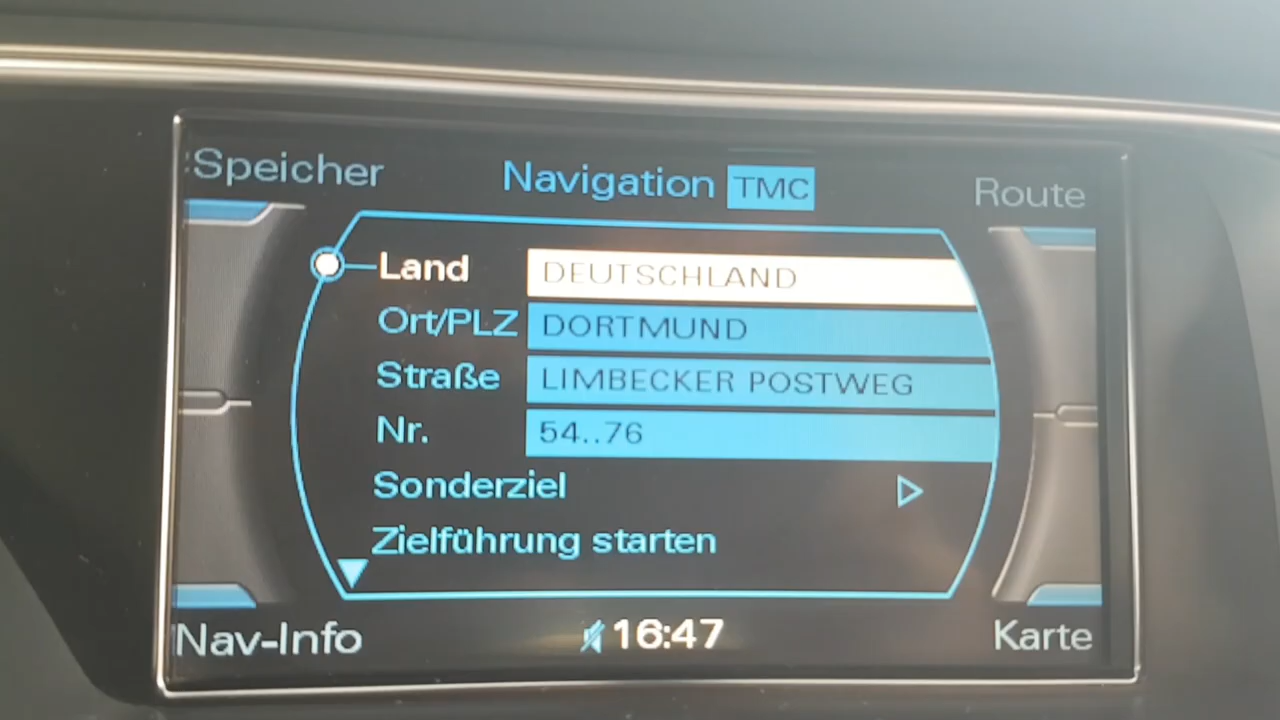 Speicher
Navigation TMC
Route
Land DEUTSCHLAND
Ort/PLZ DORTMUND
Straße LIMBECKER POSTWEG
Nr. 54..76
Sonderziel
Zielführung starten
Nav-Info
16:47
Karte